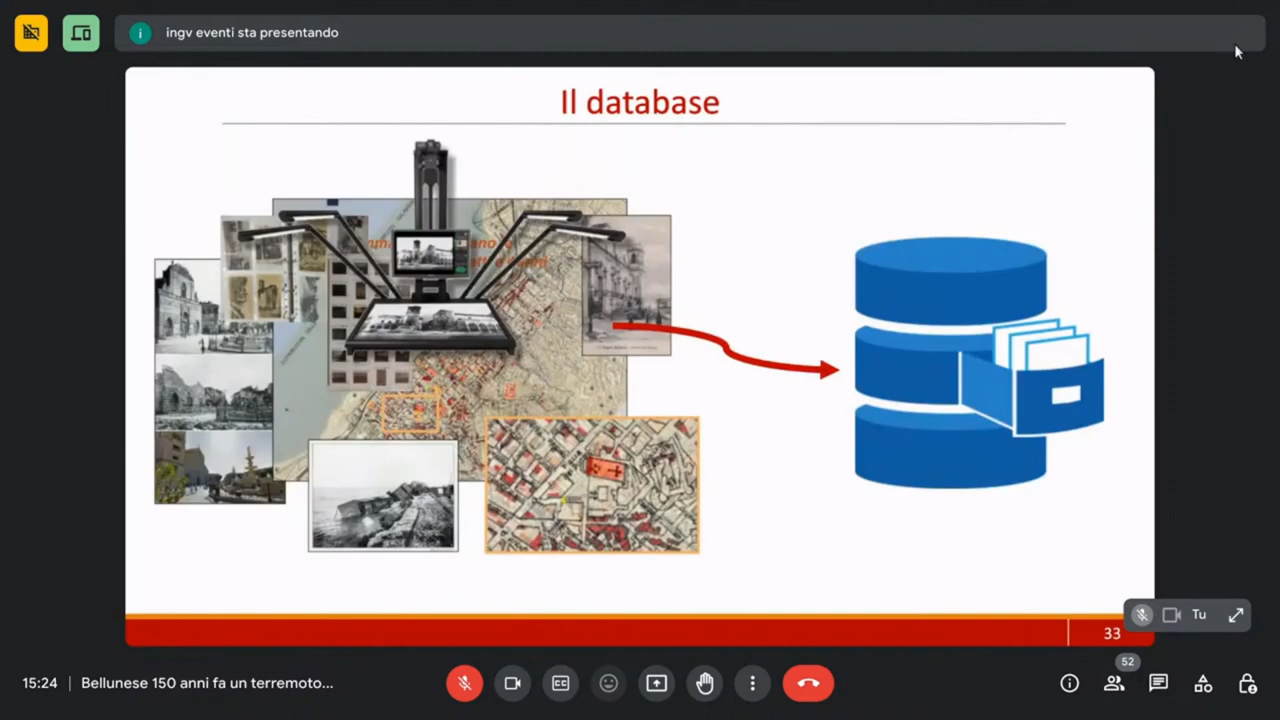 ingv eventi sta presentando
Il database
33
Tu
52
15:24 | Bellunese 150 anni fa un terremoto...